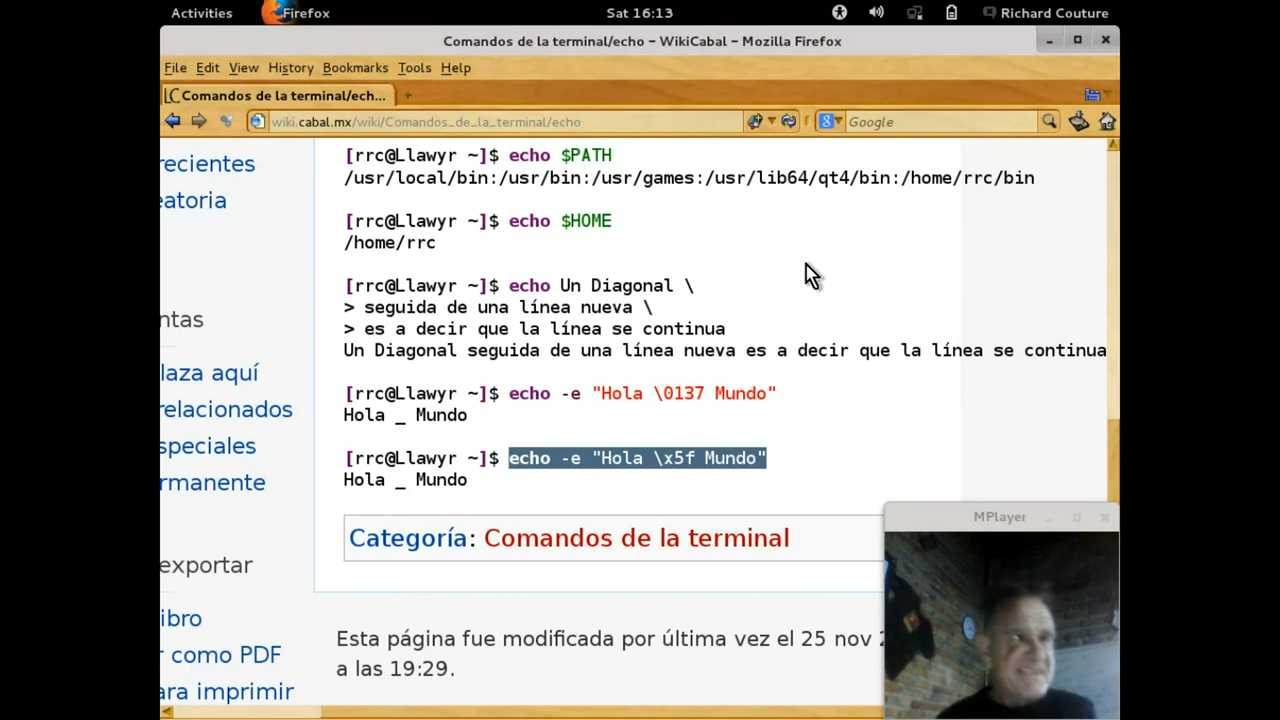 Activities Firefox Sat 16:13 Richard Couture
Comandos de la terminal/echo – WikiCabal – Mozilla Firefox
File Edit View History Bookmarks Tools Help
Comandos de la terminal/ech...
wiki.cabal.mx/wiki/Comandos_de_la_terminal/echo Google
recientes
eatoria
ntas
laza aquí
relacionados
speciales
rmanente
exportar
ibro
r como PDF
ara imprimir
[rrc@Llawyr ~]$ echo $PATH
/usr/local/bin:/usr/bin:/usr/games:/usr/lib64/qt4/bin:/home/rrc/bin
[rrc@Llawyr ~]$ echo $HOME
/home/rrc
[rrc@Llawyr ~]$ echo Un Diagonal \
> seguida de una línea nueva \
> es a decir que la línea se continua
Un Diagonal seguida de una línea nueva es a decir que la línea se continua
[rrc@Llawyr ~]$ echo -e "Hola \0137 Mundo"
Hola _ Mundo
[rrc@Llawyr ~]$ echo -e "Hola \x5f Mundo"
Hola _ Mundo
Categoría: Comandos de la terminal
Esta página fue modificada por última vez el 25 nov 2
a las 19:29.
MPlayer